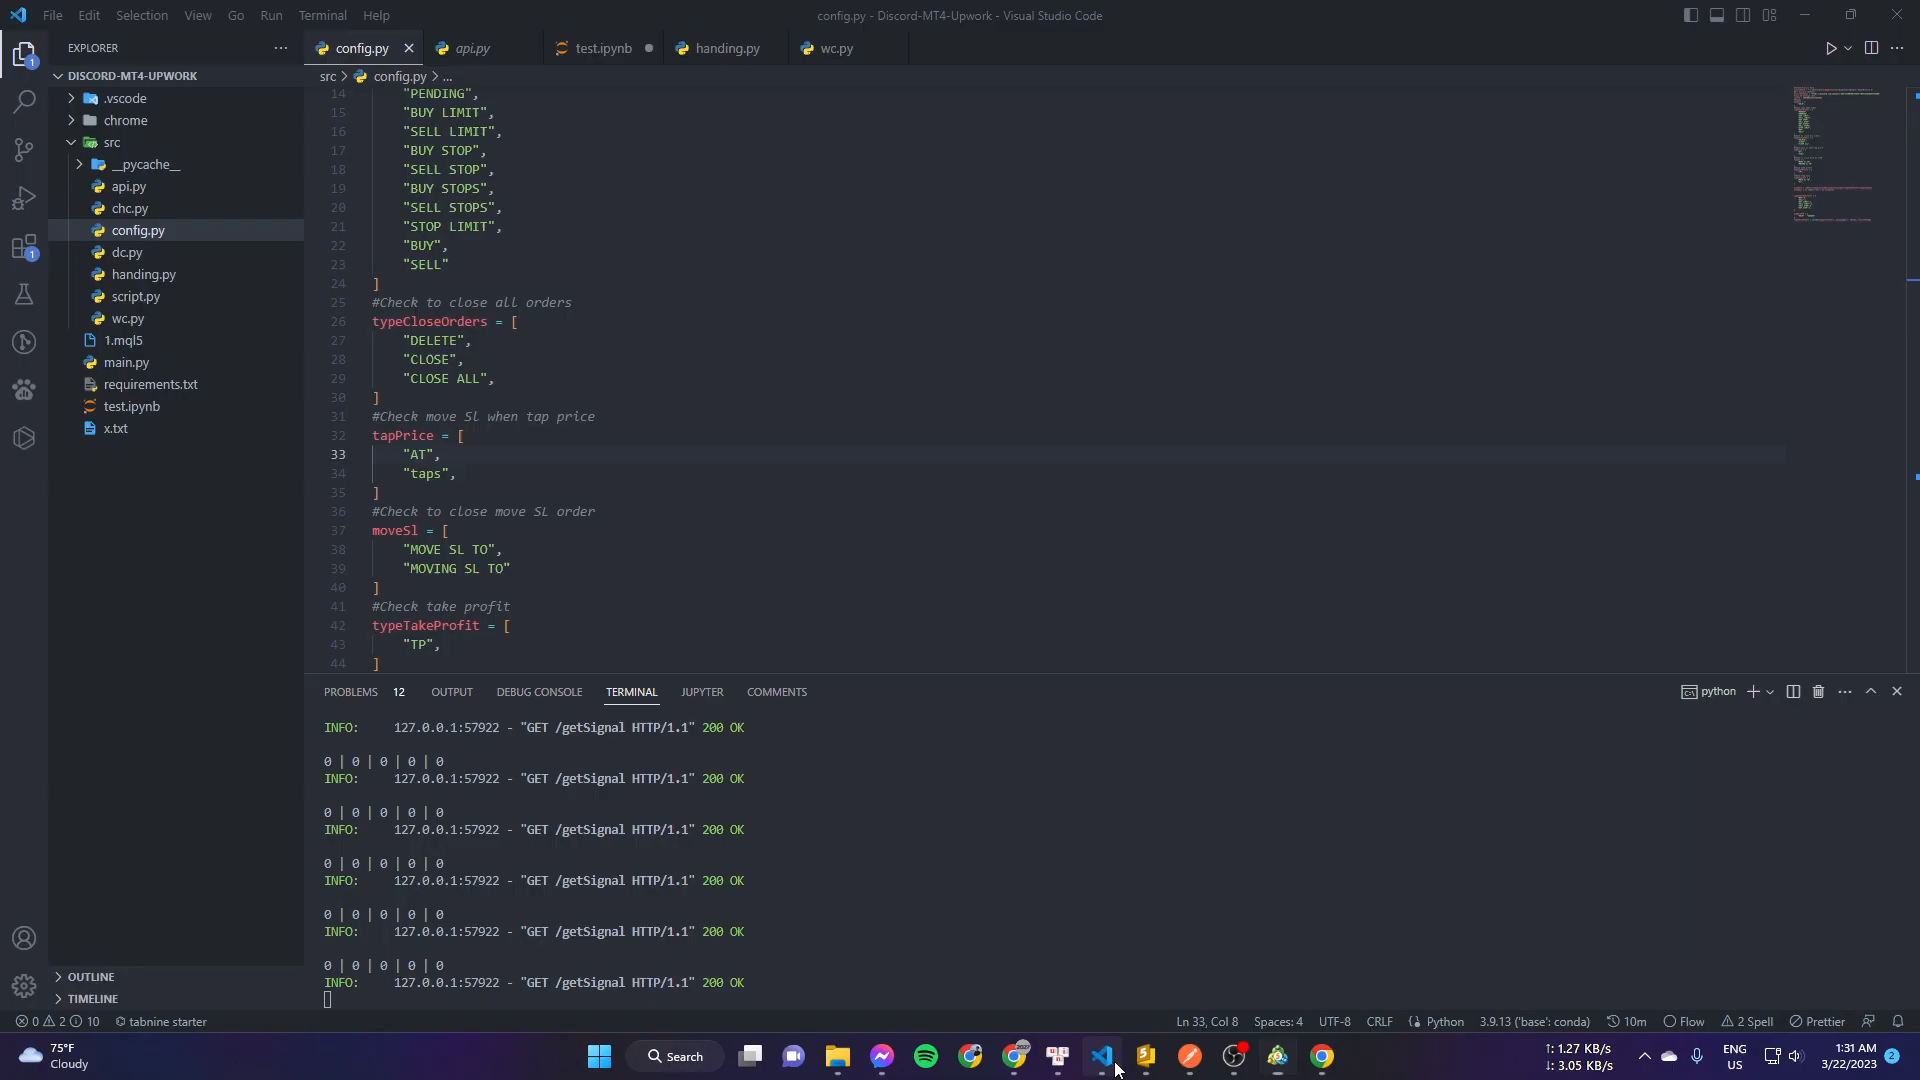 File Edit Selection View Go Run Terminal Help
config.py - Discord-MT4-Upwork - Visual Studio Code
EXPLORER
config.py
api.py
test.ipynb
handing.py
wc.py
DISCORD-MT4-UPWORK
.vscode
chrome
src
__pycache__
api.py
chc.py
config.py
dc.py
handing.py
script.py
wc.py
1.mql5
main.py
requirements.txt
test.ipynb
x.txt
OUTLINE
TIMELINE
src > config.py > ...
14 "PENDING",
15 "BUY LIMIT",
16 "SELL LIMIT",
17 "BUY STOP",
18 "SELL STOP",
19 "BUY STOPS",
20 "SELL STOPS",
21 "STOP LIMIT",
22 "BUY",
23 "SELL"
24 ]
25 #Check to close all orders
26 typeCloseOrders = [
27 "DELETE",
28 "CLOSE",
29 "CLOSE ALL",
30 ]
31 #Check move Sl when tap price
32 tapPrice = [
33 "AT",
34 "taps",
35 ]
36 #Check to close move SL order
37 moveSl = [
38 "MOVE SL TO",
39 "MOVING SL TO"
40 ]
41 #Check take profit
42 typeTakeProfit = [
43 "TP",
44 ]
PROBLEMS 12 OUTPUT DEBUG CONSOLE TERMINAL JUPYTER COMMENTS
python
INFO: 127.0.0.1:57922 - "GET /getSignal HTTP/1.1" 200 OK
0 | 0 | 0 | 0 | 0
INFO: 127.0.0.1:57922 - "GET /getSignal HTTP/1.1" 200 OK
0 | 0 | 0 | 0 | 0
INFO: 127.0.0.1:57922 - "GET /getSignal HTTP/1.1" 200 OK
0 | 0 | 0 | 0 | 0
INFO: 127.0.0.1:57922 - "GET /getSignal HTTP/1.1" 200 OK
0 | 0 | 0 | 0 | 0
INFO: 127.0.0.1:57922 - "GET /getSignal HTTP/1.1" 200 OK
0 | 0 | 0 | 0 | 0
INFO: 127.0.0.1:57922 - "GET /getSignal HTTP/1.1" 200 OK
0 2 10 tabnine starter
Ln 33, Col 8 Spaces: 4 UTF-8 CRLF Python 3.9.13 ('base': conda) 10m Flow 2 Spell Prettier
75°F
Cloudy
Search
↑: 1.27 KB/s
↓: 3.05 KB/s
ENG
US
1:31 AM
3/22/2023
2